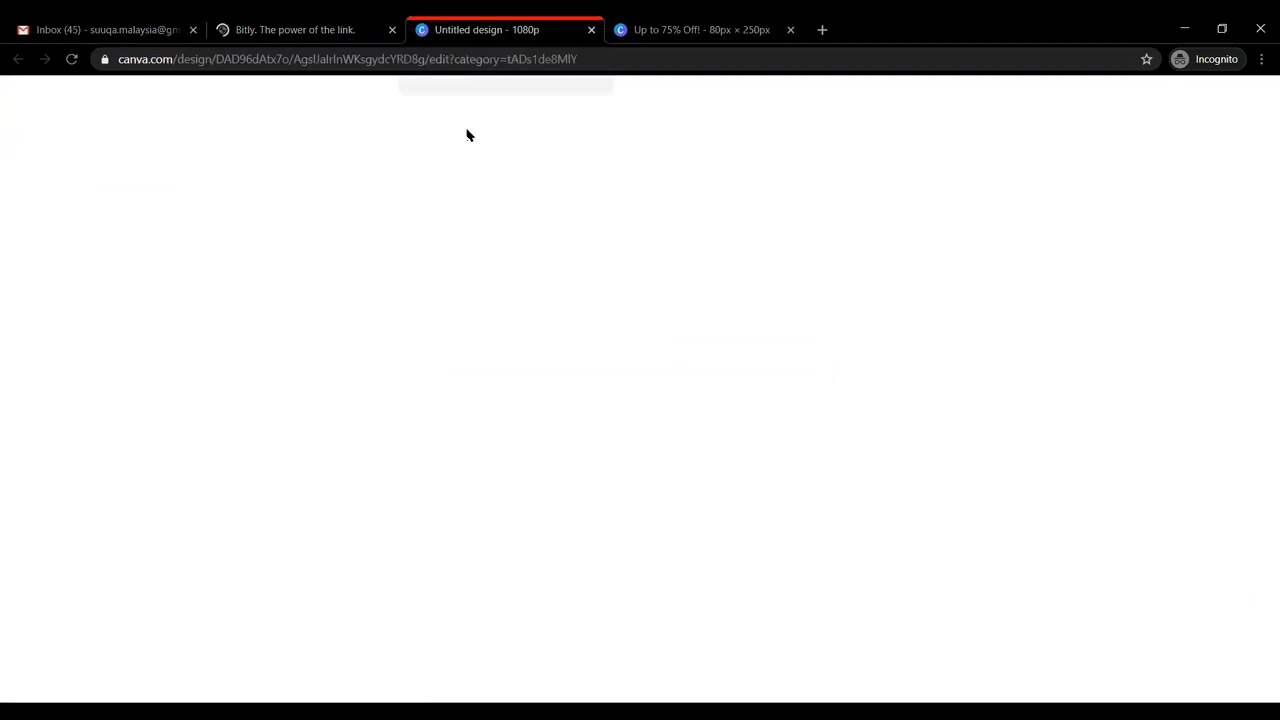 Inbox (45) - suuqa.malaysia@gm
Bitly. The power of the link.
Untitled design - 1080p
Up to 75% Off! - 80px × 250px
canva.com/design/DAD96dAtx7o/AgslJalrInWKsgydcYRD8g/edit?category=tADs1de8MlY
Incognito